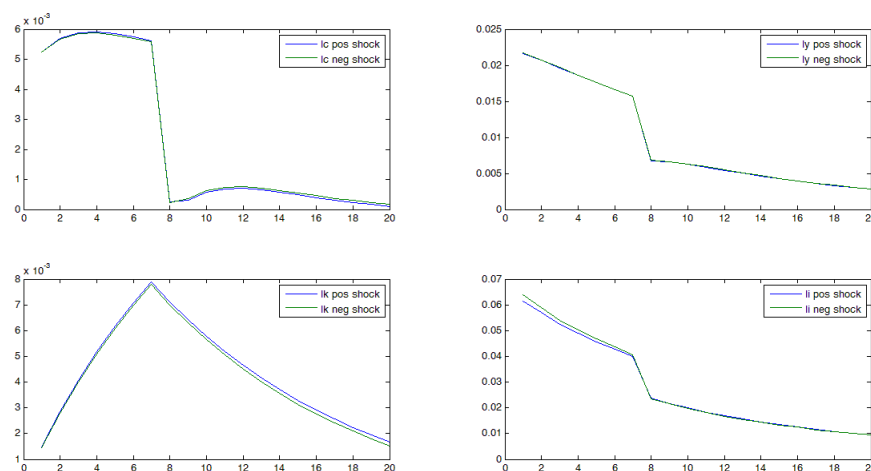 x 10⁻³
6
5
4
3
2
1
0
0 2 4 6 8 10 12 14 16 18 20
lc pos shock
lc neg shock
0.025
0.02
0.015
0.01
0.005
0
0 2 4 6 8 10 12 14 16 18 20
ly pos shock
ly neg shock
x 10⁻³
8
7
6
5
4
3
2
1
0 2 4 6 8 10 12 14 16 18 20
lk pos shock
lk neg shock
0.07
0.06
0.05
0.04
0.03
0.02
0.01
0
0 2 4 6 8 10 12 14 16 18 20
li pos shock
li neg shock